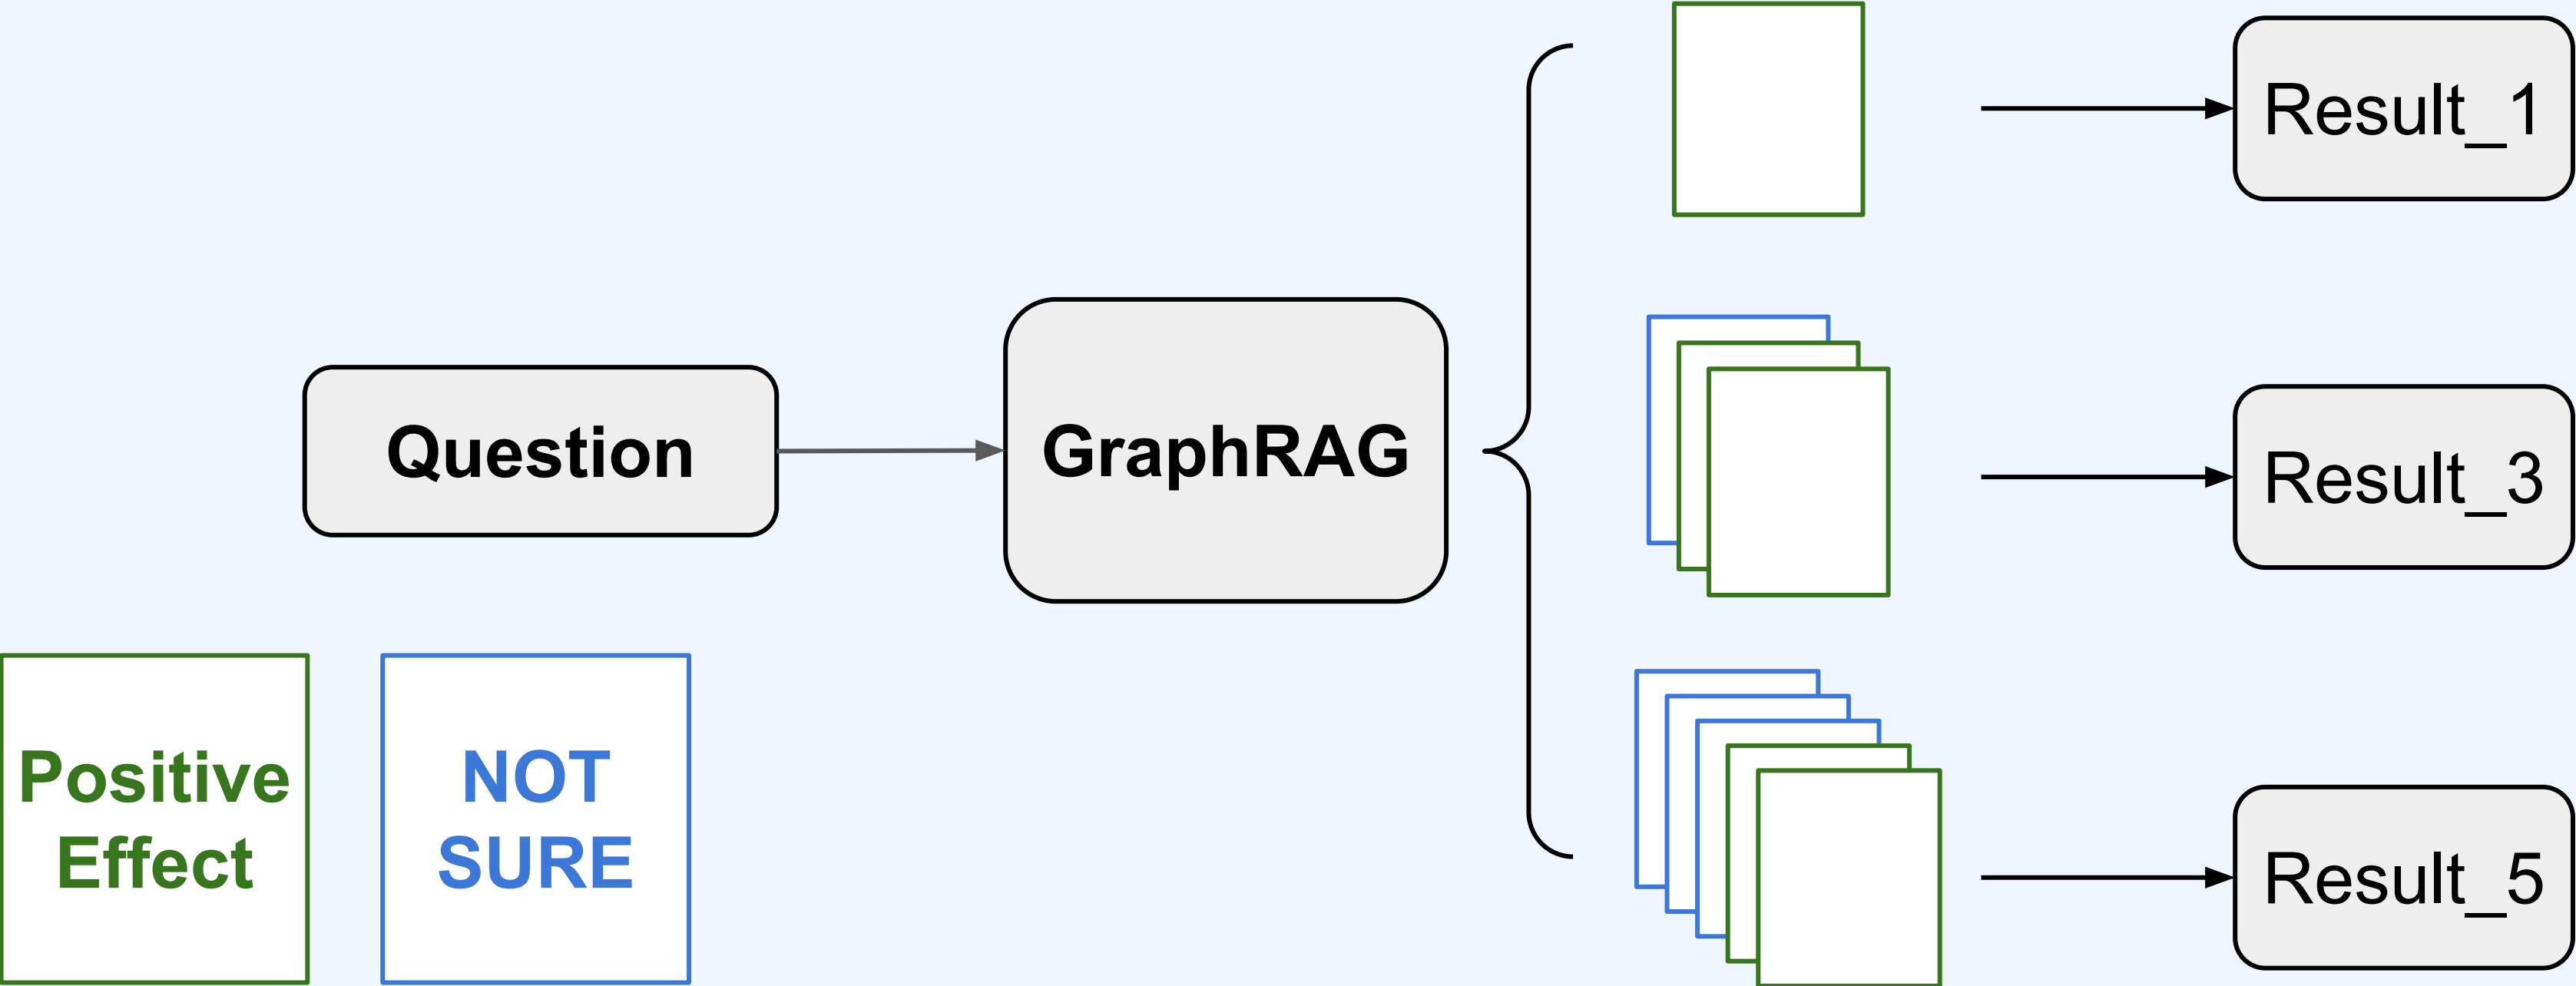 Result_1
Question
GraphRAG
Result_3
Positive
Effect
NOT
SURE
Result_5